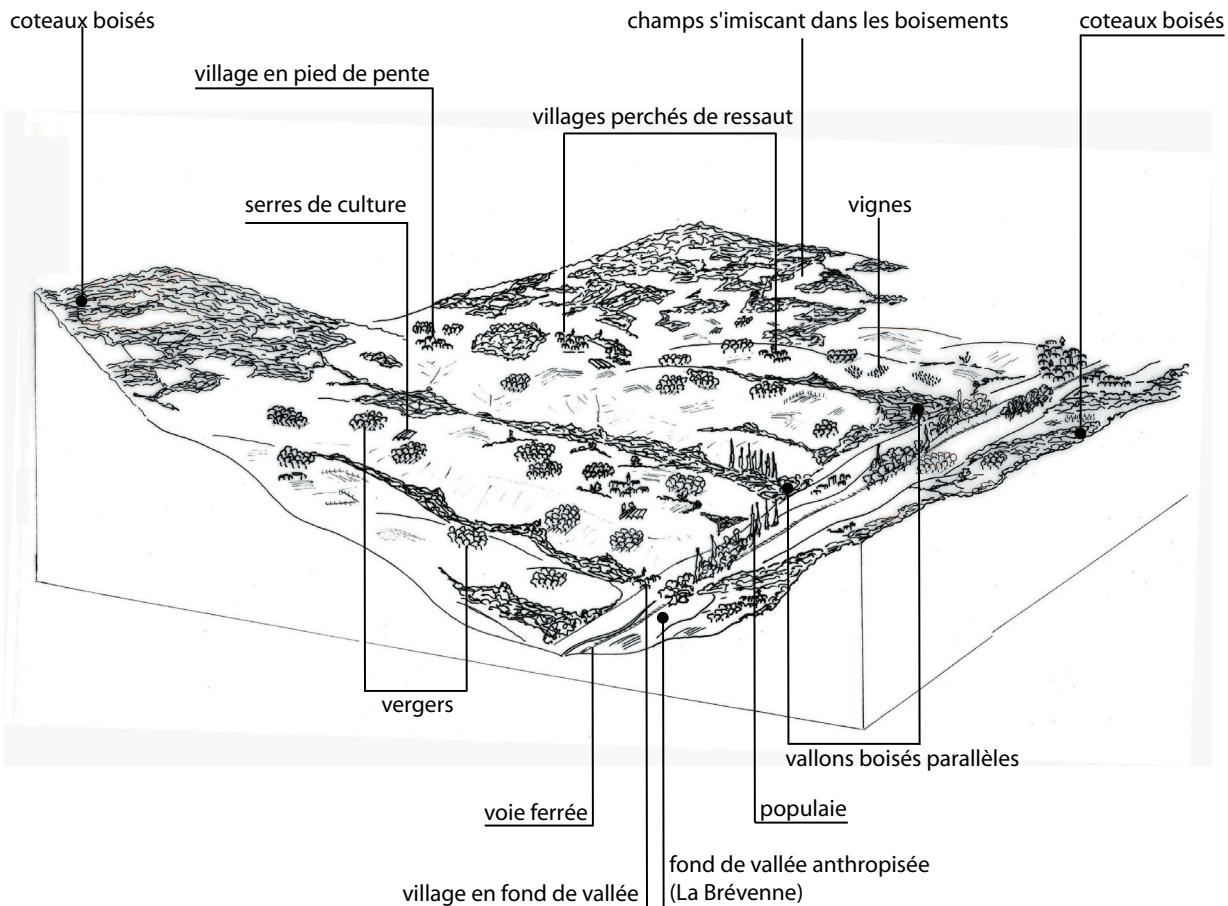 coteaux boisés
champs s'imiscant dans les boisements
coteaux boisés
village en pied de pente
villages perchés de ressaut
serres de culture
vignes
vergers
vallons boisés parallèles
voie ferrée
populaie
fond de vallée anthropisée
(La Brévenne)
village en fond de vallée